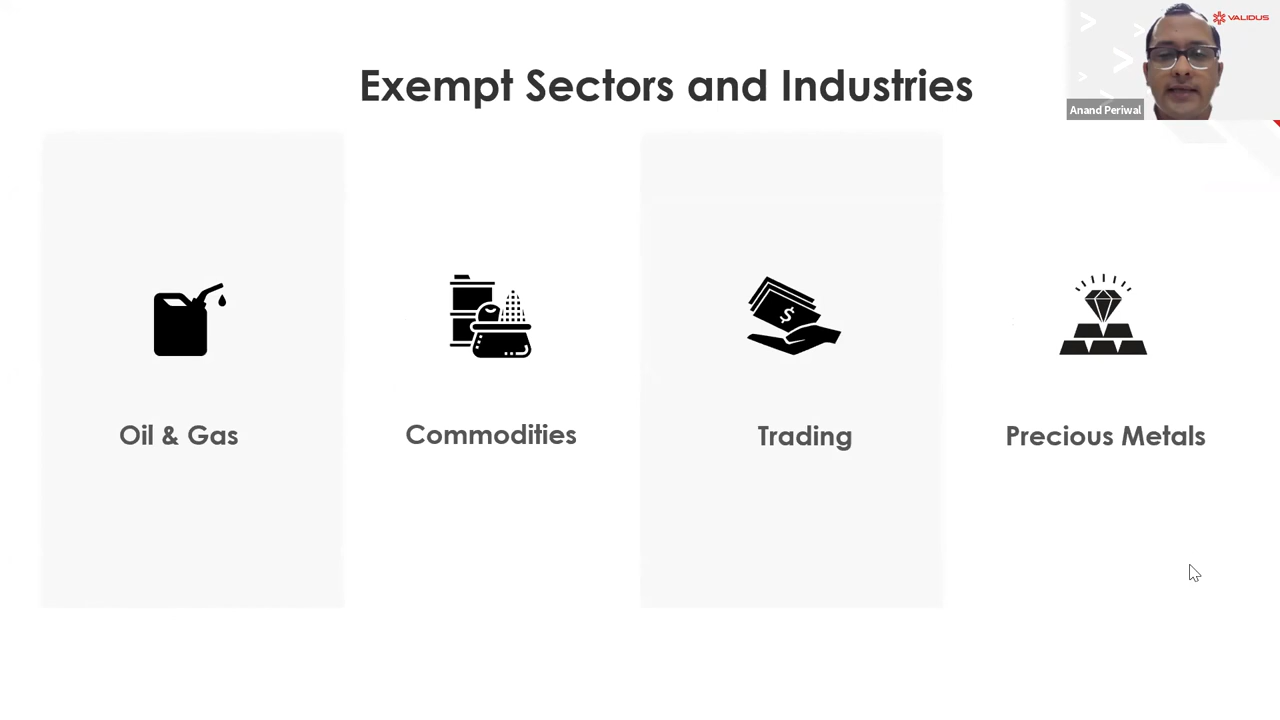 VALIDUS
Exempt Sectors and Industries
Anand Periwal
$
Oil & Gas
Commodities
Trading
Precious Metals